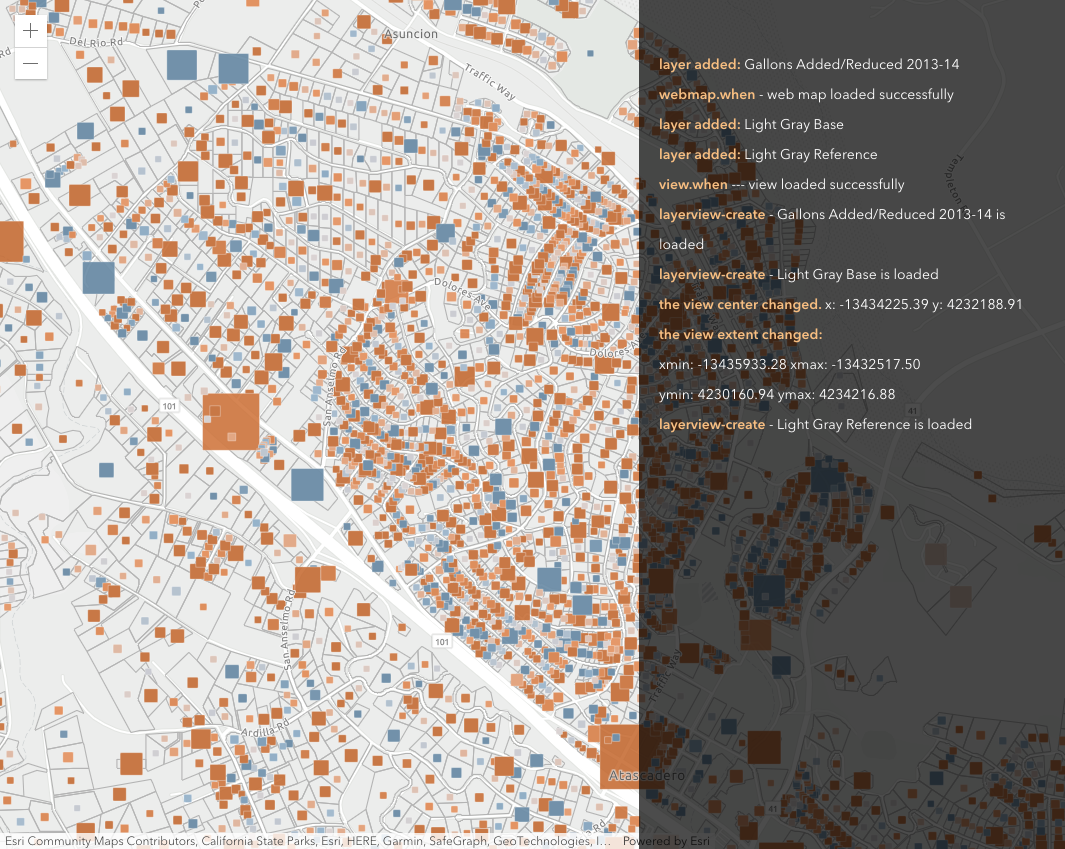 Asuncion
Del Rio Rd
Rd
Traffic Way
Dolores Ave
San Anselmo Rd
101
101
San Anselmo Rd
Ardilla Rd
Atascadero
41
41
Rd
layer added: Gallons Added/Reduced 2013-14
webmap.when - web map loaded successfully
layer added: Light Gray Base
layer added: Light Gray Reference
view.when --- view loaded successfully
layerview-create - Gallons Added/Reduced 2013-14 is
loaded
layerview-create - Light Gray Base is loaded
the view center changed. x: -13434225.39 y: 4232188.91
the view extent changed:
xmin: -13435933.28 xmax: -13432517.50
ymin: 4230160.94 ymax: 4234216.88
layerview-create - Light Gray Reference is loaded
Esri Community Maps Contributors, California State Parks, Esri, HERE, Garmin, SafeGraph, GeoTechnologies, I... Powered by Esri